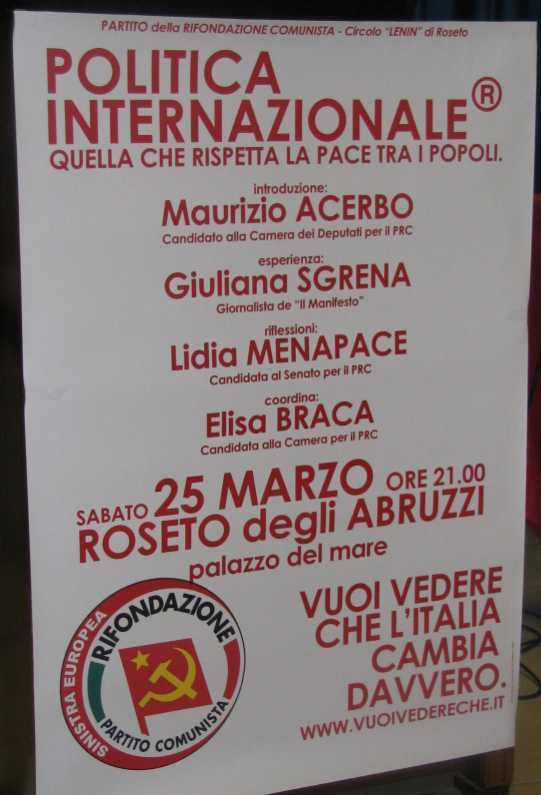 PARTITO della RIFONDAZIONE COMUNISTA - Circolo "LENIN" di Roseto
POLITICA
INTERNAZIONALE®
QUELLA CHE RISPETTA LA PACE TRA I POPOLI.
introduzione:
Maurizio ACERBO
Candidato alla Camera dei Deputati per il PRC
esperienza:
Giuliana SGRENA
Giornalista de "Il Manifesto"
riflessioni:
Lidia MENAPACE
Candidata al Senato per il PRC
coordina:
Elisa BRACA
Candidata alla Camera per il PRC
SABATO 25 MARZO ORE 21.00
ROSETO degli ABRUZZI
palazzo del mare
SINISTRA EUROPEA
RIFONDAZIONE
PARTITO COMUNISTA
VUOI VEDERE
CHE L'ITALIA
CAMBIA
DAVVERO.
WWW.VUOIVEDERECHE.IT